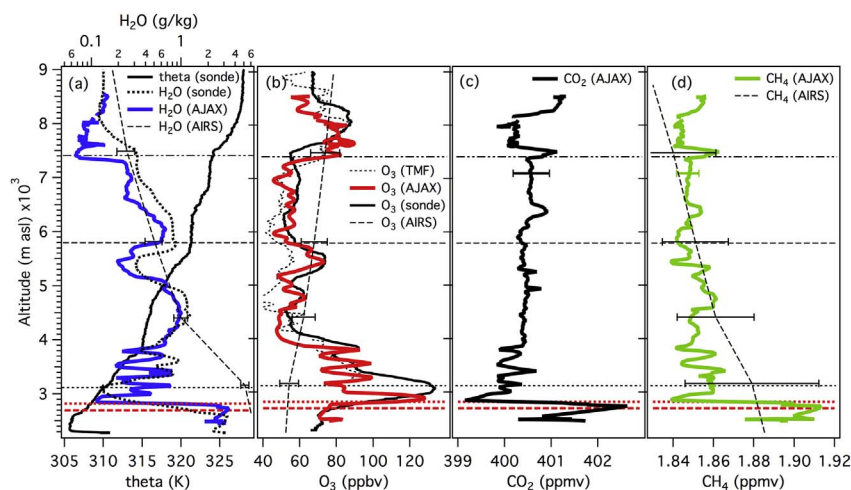 H₂O (g/kg)
6 0.1 2 4 6 1 2 4 6
9
8
7
6
5
4
3
Altitude (m asl) x10³
(a)
theta (sonde)
H₂O (sonde)
H₂O (AJAX)
H₂O (AIRS)
(b)
O₃ (TMF)
O₃ (AJAX)
O₃ (sonde)
O₃ (AIRS)
(c)
CO₂ (AJAX)
(d)
CH₄ (AJAX)
CH₄ (AIRS)
305 310 315 320 325
theta (K)
40 60 80 100 120
O₃ (ppbv)
399 400 401 402
CO₂ (ppmv)
1.84 1.86 1.88 1.90 1.92
CH₄ (ppmv)